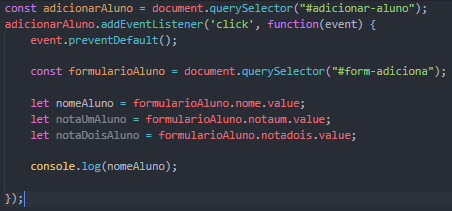 const adicionarAluno = document.querySelector("#adicionar-aluno");
adicionarAluno.addEventListener('click', function(event) {
    event.preventDefault();
    const formularioAluno = document.querySelector("#form-adiciona");
    let nomeAluno = formularioAluno.nome.value;
    let notaUmAluno = formularioAluno.notaum.value;
    let notaDoisAluno = formularioAluno.notadois.value;
    console.log(nomeAluno);
});